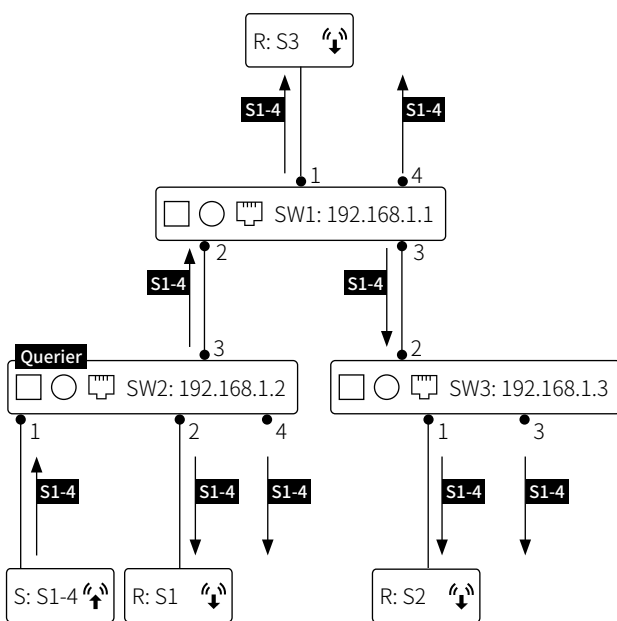 R: S3
S1-4
S1-4
1
4
SW1: 192.168.1.1
2
3
S1-4
S1-4
Querier
3
2
SW2: 192.168.1.2
SW3: 192.168.1.3
1
2
4
1
3
S1-4
S1-4
S1-4
S1-4
S1-4
S: S1-4
R: S1
R: S2